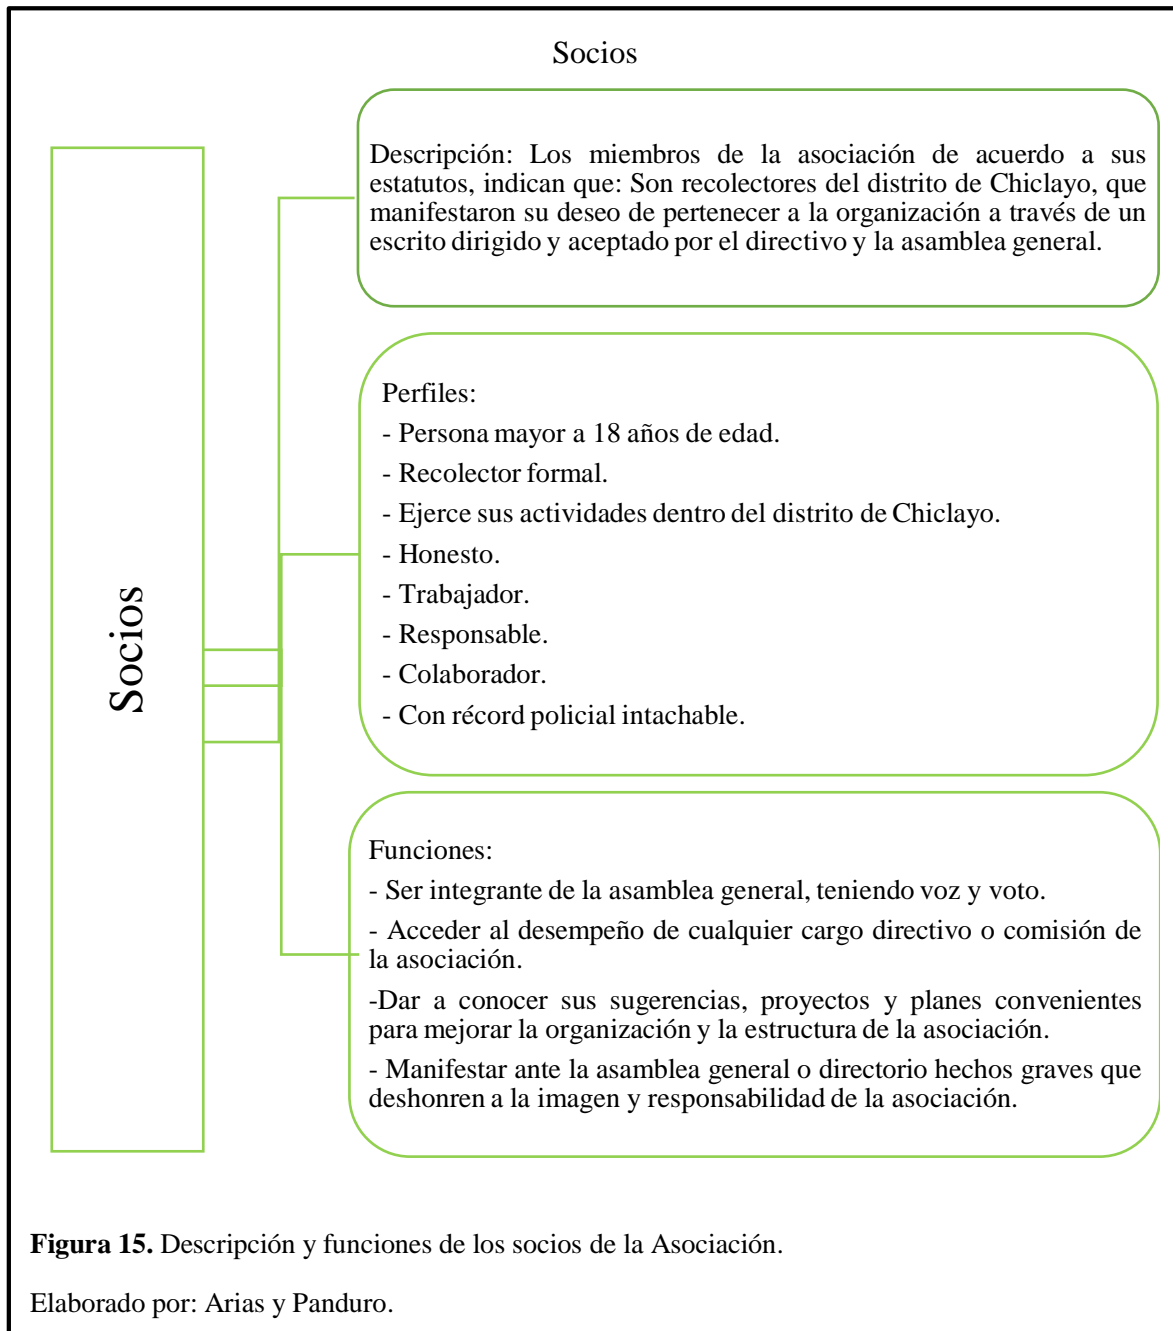 Socios
Socios
Descripción: Los miembros de la asociación de acuerdo a sus
estatutos, indican que: Son recolectores del distrito de Chiclayo, que
manifestaron su deseo de pertenecer a la organización a través de un
escrito dirigido y aceptado por el directivo y la asamblea general.
Perfiles:
- Persona mayor a 18 años de edad.
- Recolector formal.
- Ejerce sus actividades dentro del distrito de Chiclayo.
- Honesto.
- Trabajador.
- Responsable.
- Colaborador.
- Con récord policial intachable.
Funciones:
- Ser integrante de la asamblea general, teniendo voz y voto.
- Acceder al desempeño de cualquier cargo directivo o comisión de
la asociación.
-Dar a conocer sus sugerencias, proyectos y planes convenientes
para mejorar la organización y la estructura de la asociación.
- Manifestar ante la asamblea general o directorio hechos graves que
deshonren a la imagen y responsabilidad de la asociación.
Figura 15. Descripción y funciones de los socios de la Asociación.
Elaborado por: Arias y Panduro.